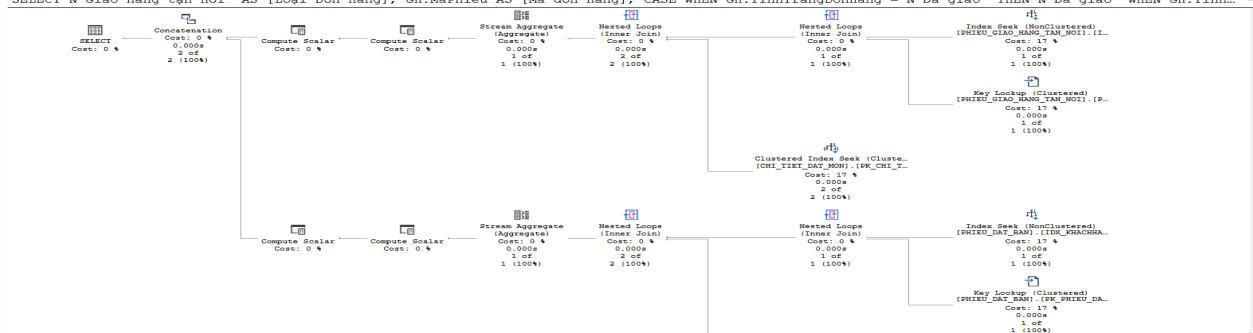 SELECT N'Giao hàng tận nơi' AS [Loại Đơn hàng], GH.MaPhieu AS [Mã đơn hàng], CASE WHEN GH.TinhTrangDonHang = N'Đã giao' THEN N'Đã giao' WHEN GH.Tinh…
SELECT
Cost: 0 %
Concatenation
Cost: 0 %
0.000s
2 of
2 (100%)
Compute Scalar
Cost: 0 %
Compute Scalar
Cost: 0 %
Stream Aggregate
(Aggregate)
Cost: 0 %
0.000s
1 of
1 (100%)
Nested Loops
(Inner Join)
Cost: 0 %
0.000s
2 of
2 (100%)
Nested Loops
(Inner Join)
Cost: 0 %
0.000s
1 of
1 (100%)
Index Seek (NonClustered)
[PHIEU_GIAO_HANG_TAN_NOI].[I…
Cost: 17 %
0.000s
1 of
1 (100%)
Key Lookup (Clustered)
[PHIEU_GIAO_HANG_TAN_NOI].[P…
Cost: 17 %
0.000s
1 of
1 (100%)
Clustered Index Seek (Cluste…
[CHI_TIET_DAT_MON].[PK_CHI_T…
Cost: 17 %
0.000s
2 of
2 (100%)
Compute Scalar
Cost: 0 %
Compute Scalar
Cost: 0 %
Stream Aggregate
(Aggregate)
Cost: 0 %
0.000s
1 of
1 (100%)
Nested Loops
(Inner Join)
Cost: 0 %
0.000s
2 of
2 (100%)
Nested Loops
(Inner Join)
Cost: 0 %
0.000s
1 of
1 (100%)
Index Seek (NonClustered)
[PHIEU_DAT_BAN].[IDX_KHACHHA…
Cost: 17 %
0.000s
1 of
1 (100%)
Key Lookup (Clustered)
[PHIEU_DAT_BAN].[PK_PHIEU_DA…
Cost: 17 %
0.000s
1 of
1 (100%)